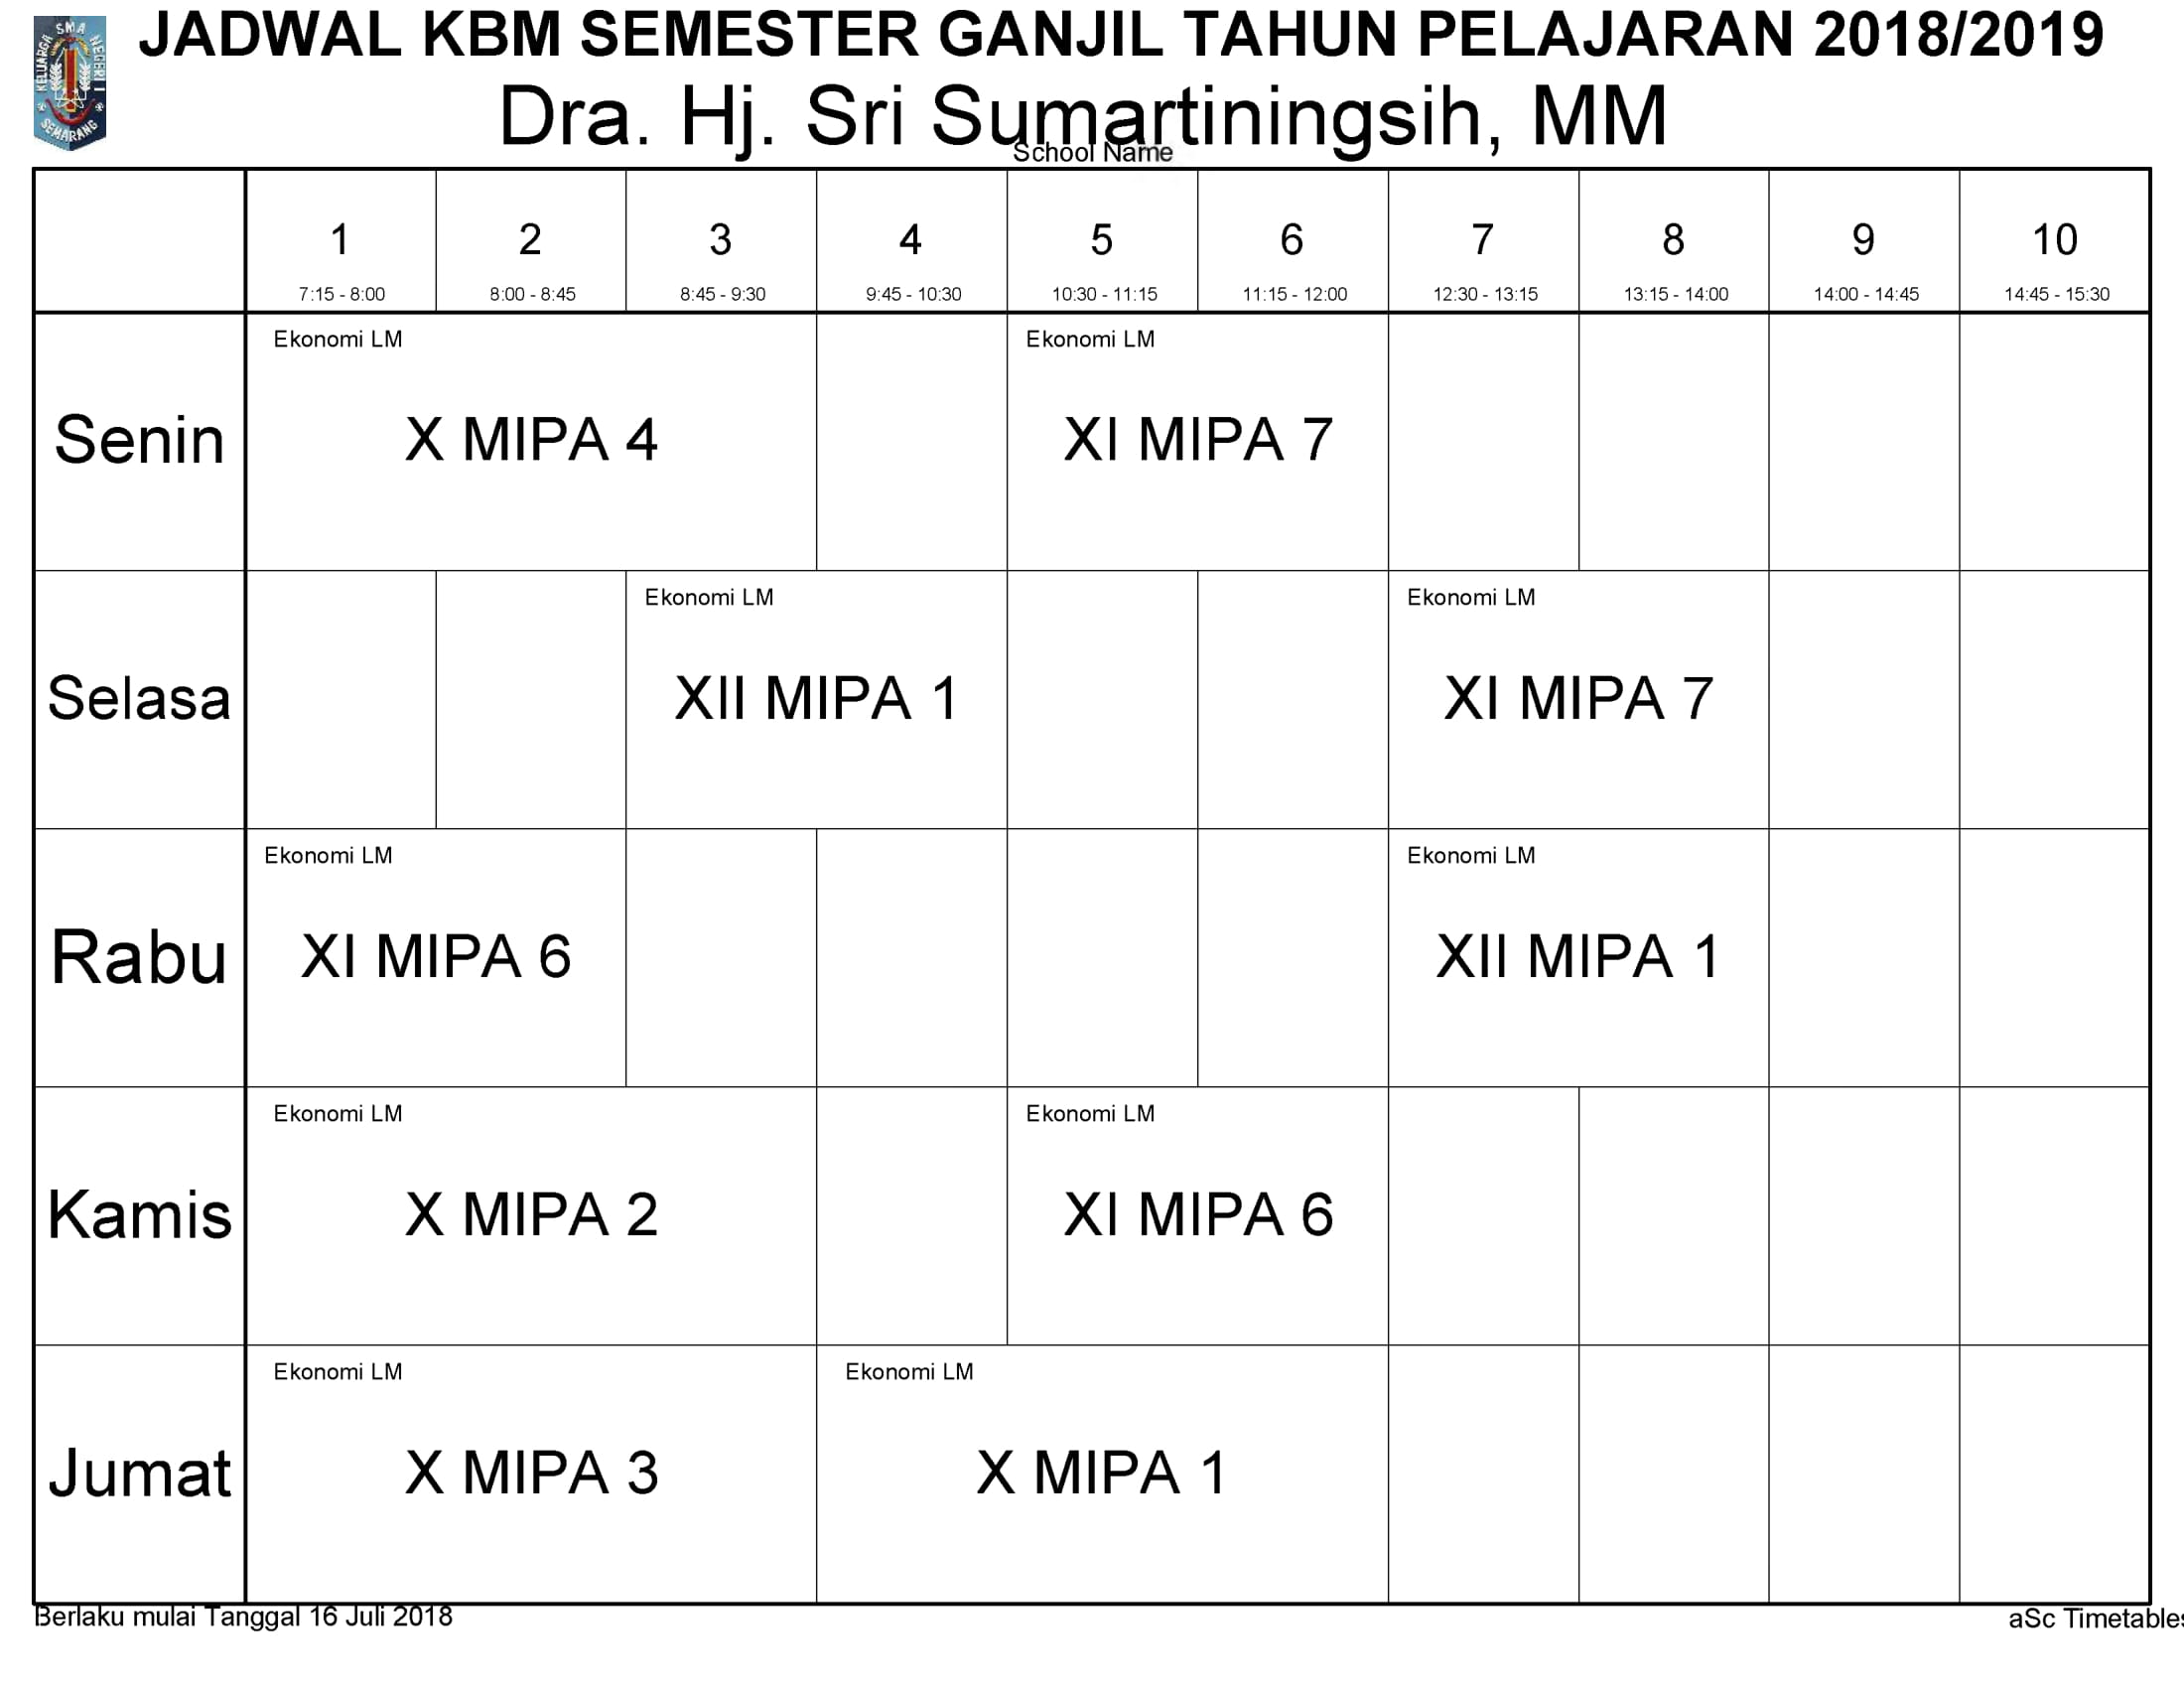 KELUARGA SMA NEGERI 1
SEMARANG
JADWAL KBM SEMESTER GANJIL TAHUN PELAJARAN 2018/2019
Dra. Hj. Sri Sumartiningsih, MM
School Name
1 2 3 4 5 6 7 8 9 10
7:15 - 8:00 8:00 - 8:45 8:45 - 9:30 9:45 - 10:30 10:30 - 11:15 11:15 - 12:00 12:30 - 13:15 13:15 - 14:00 14:00 - 14:45 14:45 - 15:30
Ekonomi LM Ekonomi LM
Senin X MIPA 4 XI MIPA 7
Ekonomi LM Ekonomi LM
Selasa XII MIPA 1 XI MIPA 7
Ekonomi LM Ekonomi LM
Rabu XI MIPA 6 XII MIPA 1
Ekonomi LM Ekonomi LM
Kamis X MIPA 2 XI MIPA 6
Ekonomi LM Ekonomi LM
Jumat X MIPA 3 X MIPA 1
Berlaku mulai Tanggal 16 Juli 2018 aSc Timetables